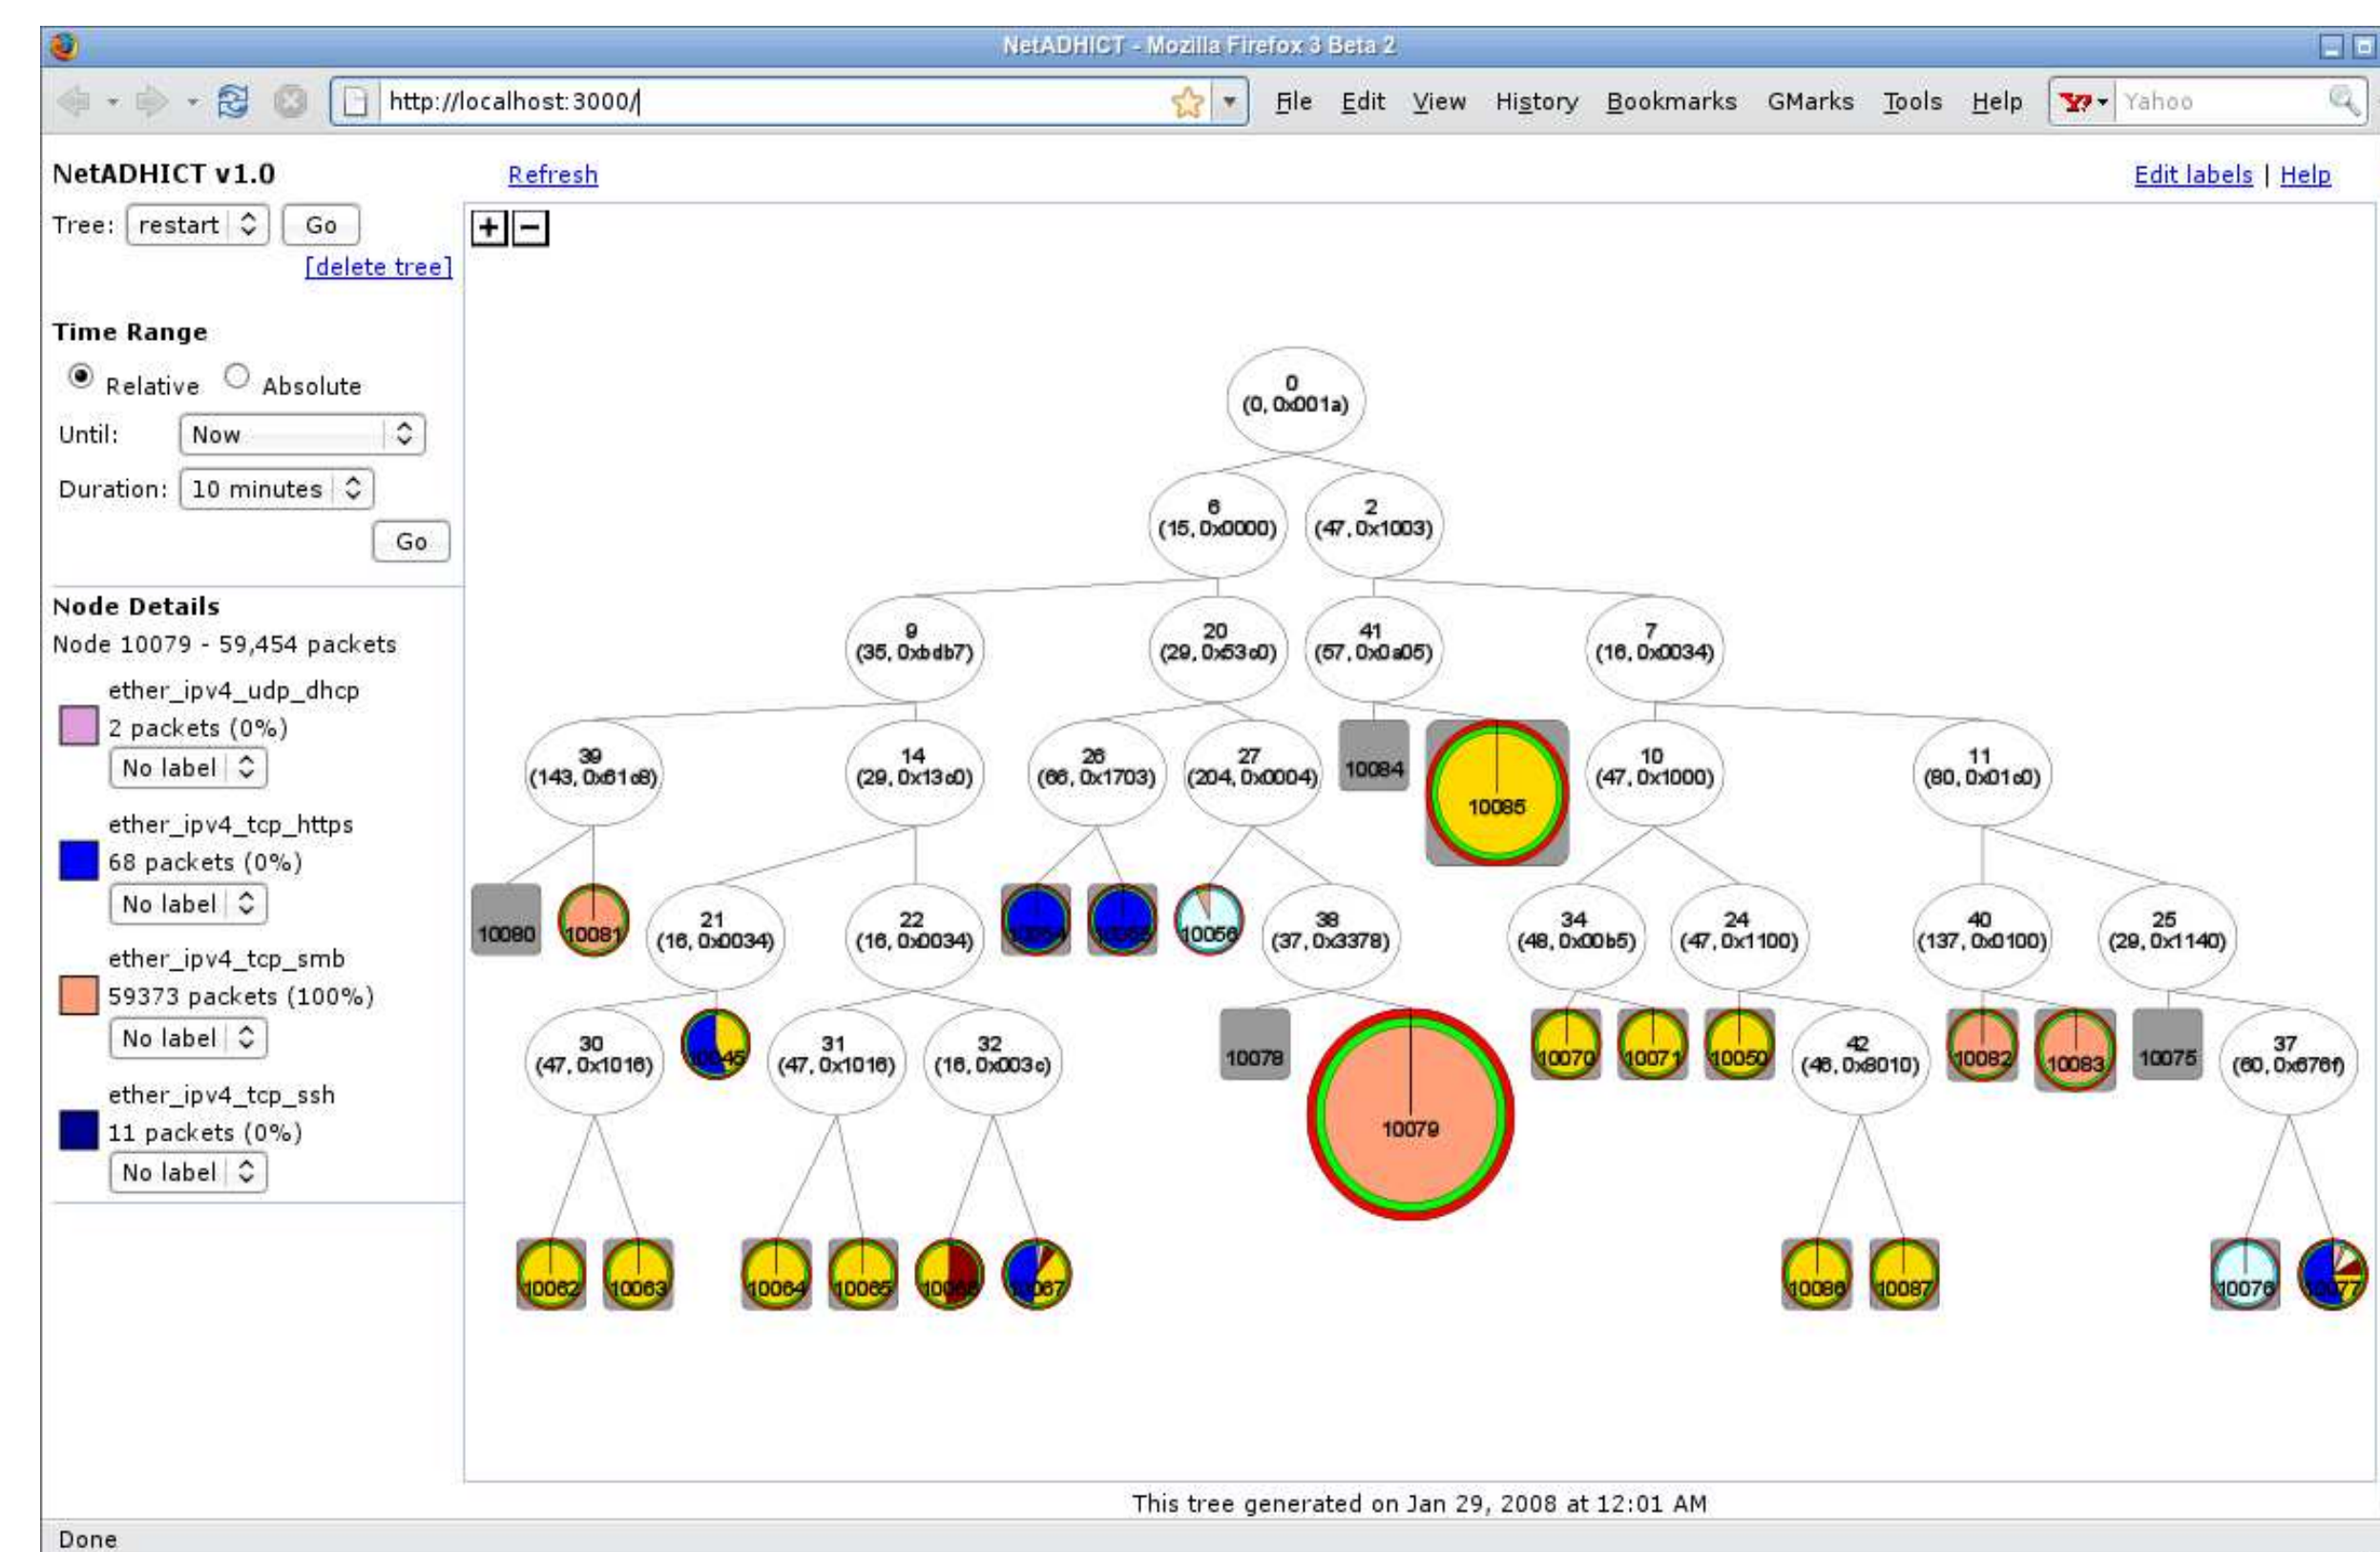 NetADHICT - Mozilla Firefox 3 Beta 2
http://localhost:3000/
File Edit View History Bookmarks GMarks Tools Help
Yahoo
NetADHICT v1.0
Refresh
Edit labels | Help
Tree: restart Go
[delete tree]
+ −
Time Range
Relative Absolute
Until: Now
Duration: 10 minutes
Go
Node Details
Node 10079 - 59,454 packets
ether_ipv4_udp_dhcp
2 packets (0%)
No label
ether_ipv4_tcp_https
68 packets (0%)
No label
ether_ipv4_tcp_smb
59373 packets (100%)
No label
ether_ipv4_tcp_ssh
11 packets (0%)
No label
0
(0, 0x001a)
6
(15, 0x0000)
2
(47, 0x1003)
9
(35, 0xbdb7)
20
(29, 0x53c0)
41
(57, 0x0a05)
7
(16, 0x0034)
39
(143, 0x61c8)
14
(29, 0x13c0)
26
(66, 0x1703)
27
(204, 0x0004)
10084
10085
10
(47, 0x1000)
11
(80, 0x01c0)
10080
10081
21
(16, 0x0034)
22
(16, 0x0034)
10056
38
(37, 0x3378)
34
(48, 0x00b5)
24
(47, 0x1100)
40
(137, 0x0100)
25
(29, 0x1140)
30
(47, 0x1016)
10045
31
(47, 0x1016)
32
(16, 0x003c)
10078
10079
10070
10071
10050
42
(46, 0x8010)
10082
10083
10075
37
(60, 0x676f)
10062
10063
10064
10065
10067
10086
10087
10076
10077
This tree generated on Jan 29, 2008 at 12:01 AM
Done